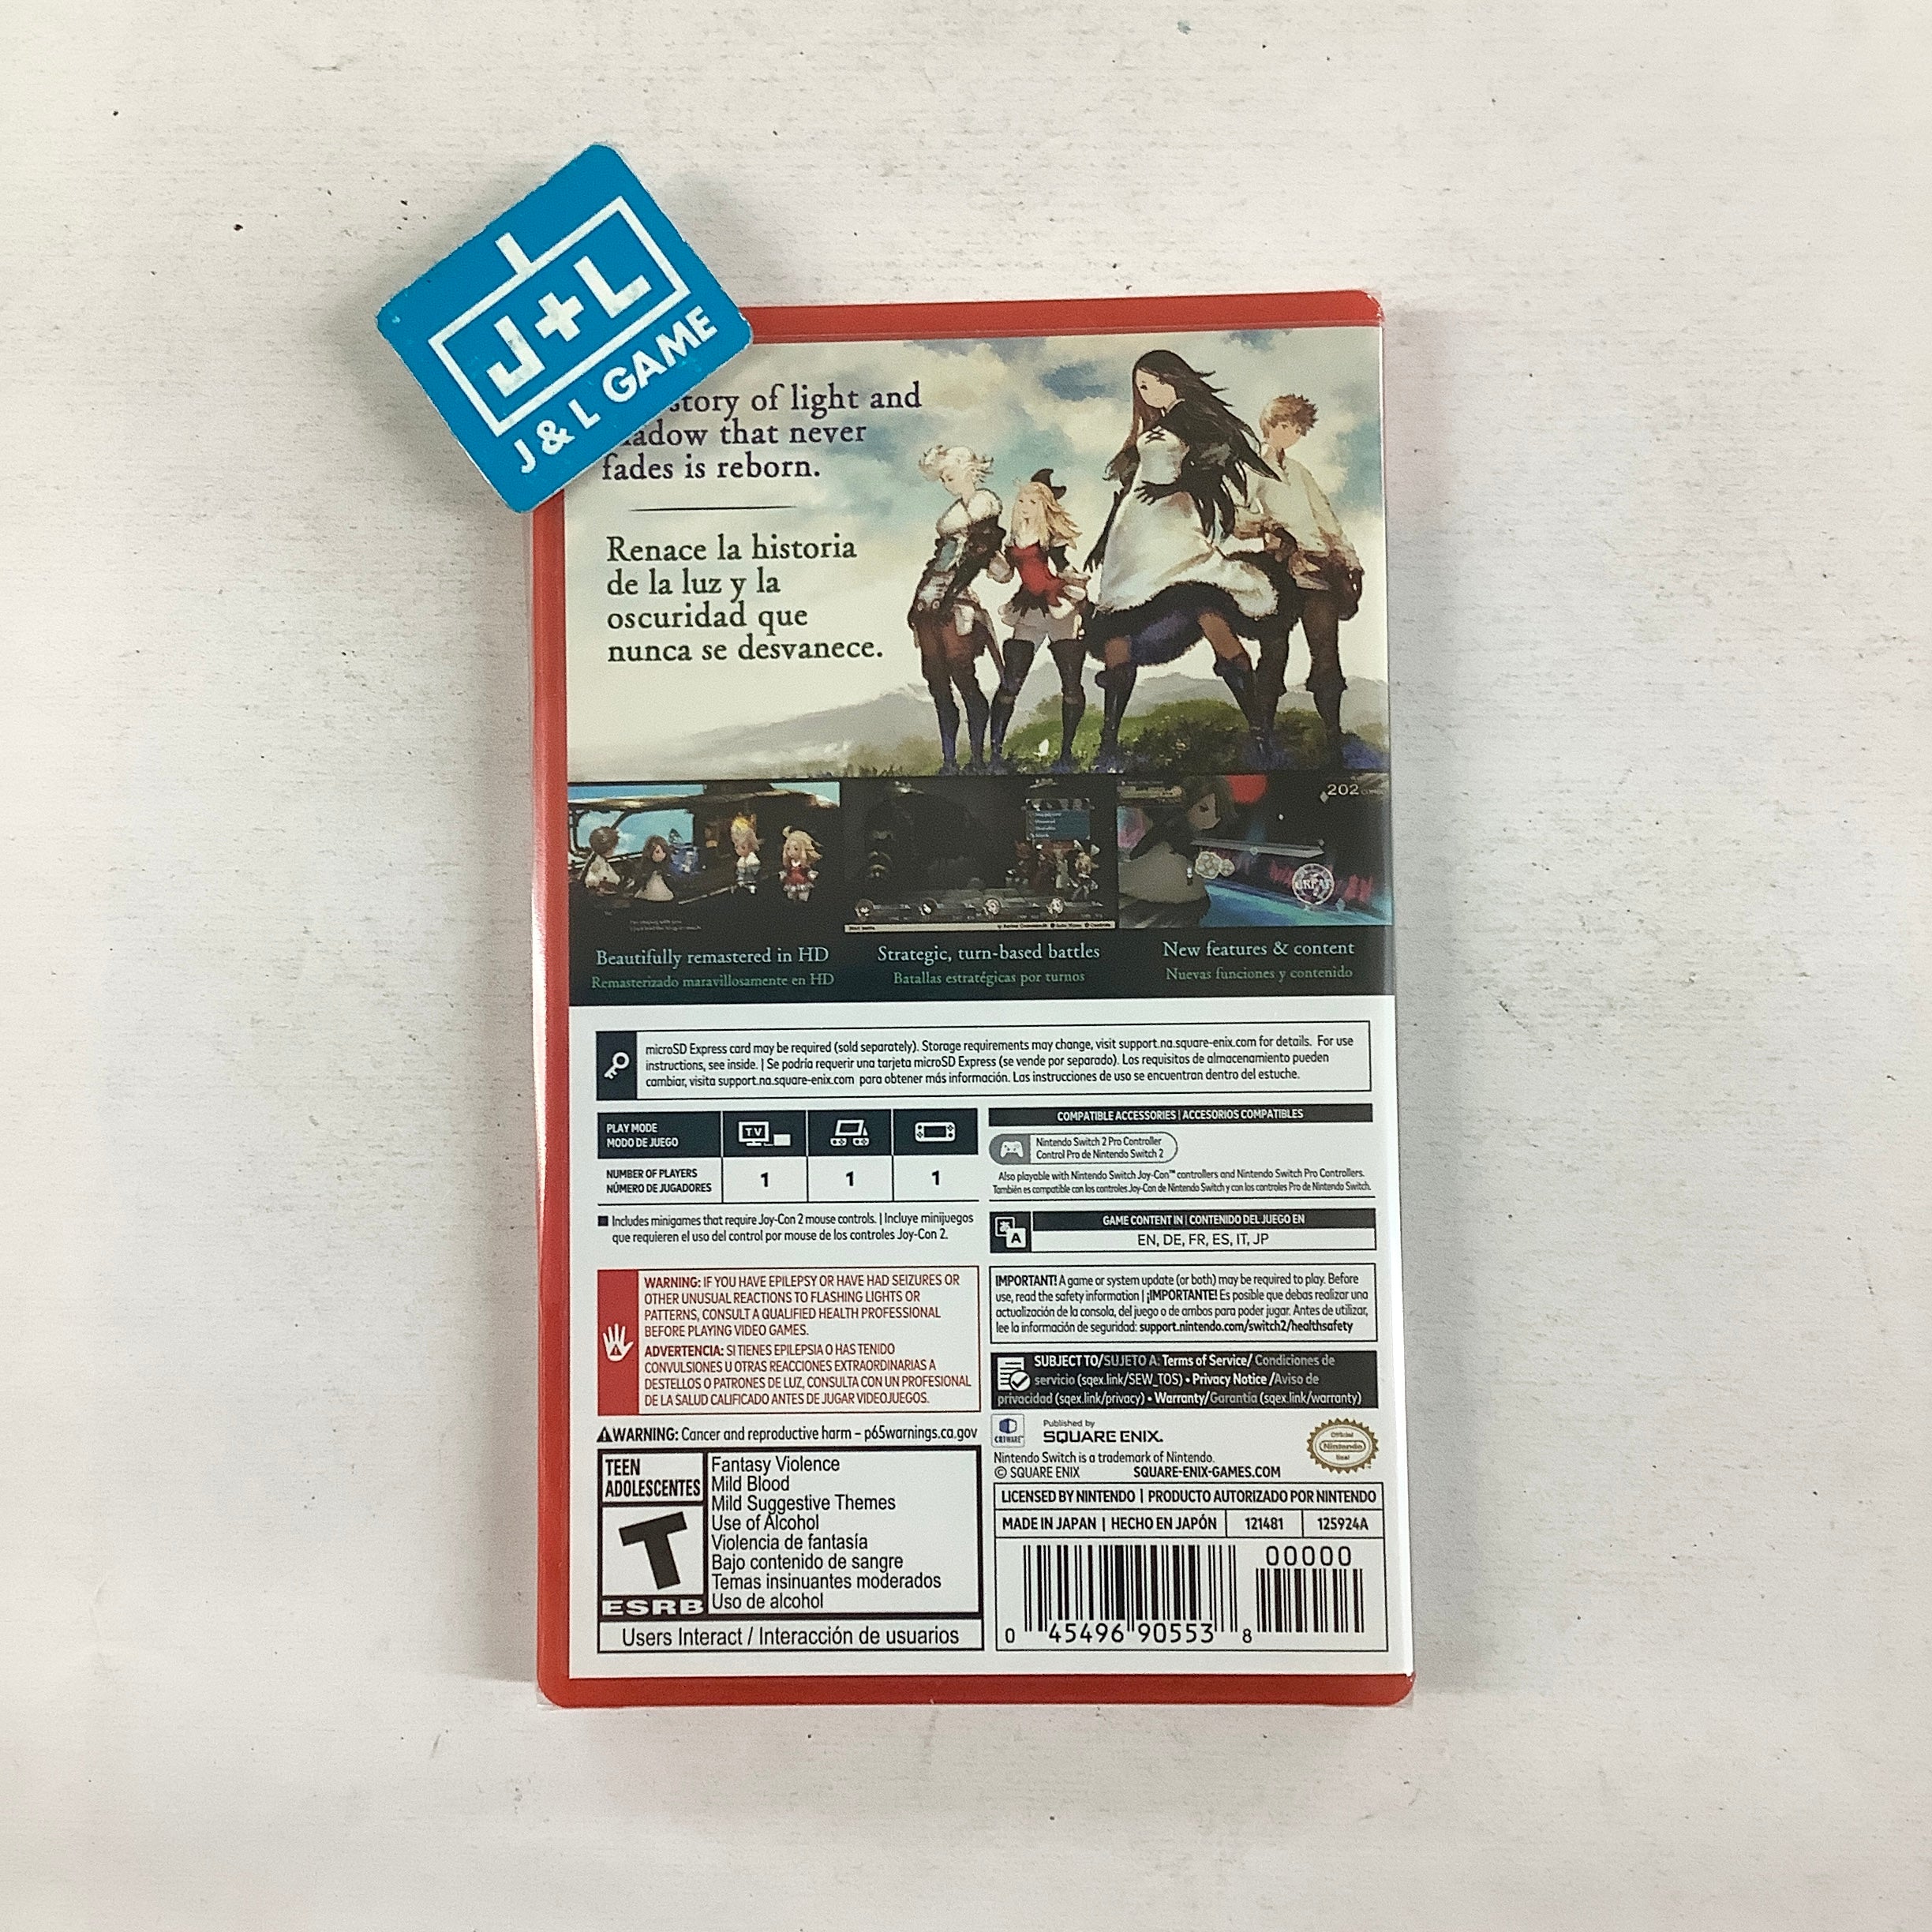 J+L
J & L GAME
story of light and
shadow that never
fades is reborn.
Renace la historia
de la luz y la
oscuridad que
nunca se desvanece.
202
GREAT
Beautifully remastered in HD
Remasterizado maravillosamente en HD
Strategic, turn-based battles
Batallas estratégicas por turnos
New features & content
Nuevas funciones y contenido
microSD Express card may be required (sold separately). Storage requirements may change, visit support.na.square-enix.com for details. For use
instructions, see inside. | Se podría requerir una tarjeta microSD Express (se vende por separado). Los requisitos de almacenamiento pueden
cambiar, visita support.na.square-enix.com para obtener más información. Las instrucciones de uso se encuentran dentro del estuche.
PLAY MODE
MODO DE JUEGO
TV
NUMBER OF PLAYERS
NÚMERO DE JUGADORES
1 1 1
■ Includes minigames that require Joy-Con 2 mouse controls. | Incluye minijuegos
que requieren el uso del control por mouse de los controles Joy-Con 2.
COMPATIBLE ACCESSORIES | ACCESORIOS COMPATIBLES
Nintendo Switch 2 Pro Controller
Control Pro de Nintendo Switch 2
Also playable with Nintendo Switch Joy-Con™ controllers and Nintendo Switch Pro Controllers.
También es compatible con los controles Joy-Con de Nintendo Switch y con los controles Pro de Nintendo Switch.
A
GAME CONTENT IN | CONTENIDO DEL JUEGO EN
EN, DE, FR, ES, IT, JP
WARNING: IF YOU HAVE EPILEPSY OR HAVE HAD SEIZURES OR
OTHER UNUSUAL REACTIONS TO FLASHING LIGHTS OR
PATTERNS, CONSULT A QUALIFIED HEALTH PROFESSIONAL
BEFORE PLAYING VIDEO GAMES.
ADVERTENCIA: SI TIENES EPILEPSIA O HAS TENIDO
CONVULSIONES U OTRAS REACCIONES EXTRAORDINARIAS A
DESTELLOS O PATRONES DE LUZ, CONSULTA CON UN PROFESIONAL
DE LA SALUD CALIFICADO ANTES DE JUGAR VIDEOJUEGOS.
IMPORTANT! A game or system update (or both) may be required to play. Before
use, read the safety information | ¡IMPORTANTE! Es posible que debas realizar una
actualización de la consola, del juego o de ambos para poder jugar. Antes de utilizar,
lee la información de seguridad: support.nintendo.com/switch2/healthsafety
SUBJECT TO/SUJETO A: Terms of Service/ Condiciones de
servicio (sqex.link/SEW_TOS) • Privacy Notice /Aviso de
privacidad (sqex.link/privacy) • Warranty/Garantía (sqex.link/warranty)
⚠WARNING: Cancer and reproductive harm – p65warnings.ca.gov
CRIWARE
Published by
SQUARE ENIX.
Official
Nintendo
Seal
Nintendo Switch is a trademark of Nintendo.
© SQUARE ENIX SQUARE-ENIX-GAMES.COM
TEEN
ADOLESCENTES
T
ESRB
Fantasy Violence
Mild Blood
Mild Suggestive Themes
Use of Alcohol
Violencia de fantasía
Bajo contenido de sangre
Temas insinuantes moderados
Uso de alcohol
Users Interact / Interacción de usuarios
LICENSED BY NINTENDO | PRODUCTO AUTORIZADO POR NINTENDO
MADE IN JAPAN | HECHO EN JAPÓN 121481 125924A
00000
0 45496 90553 8